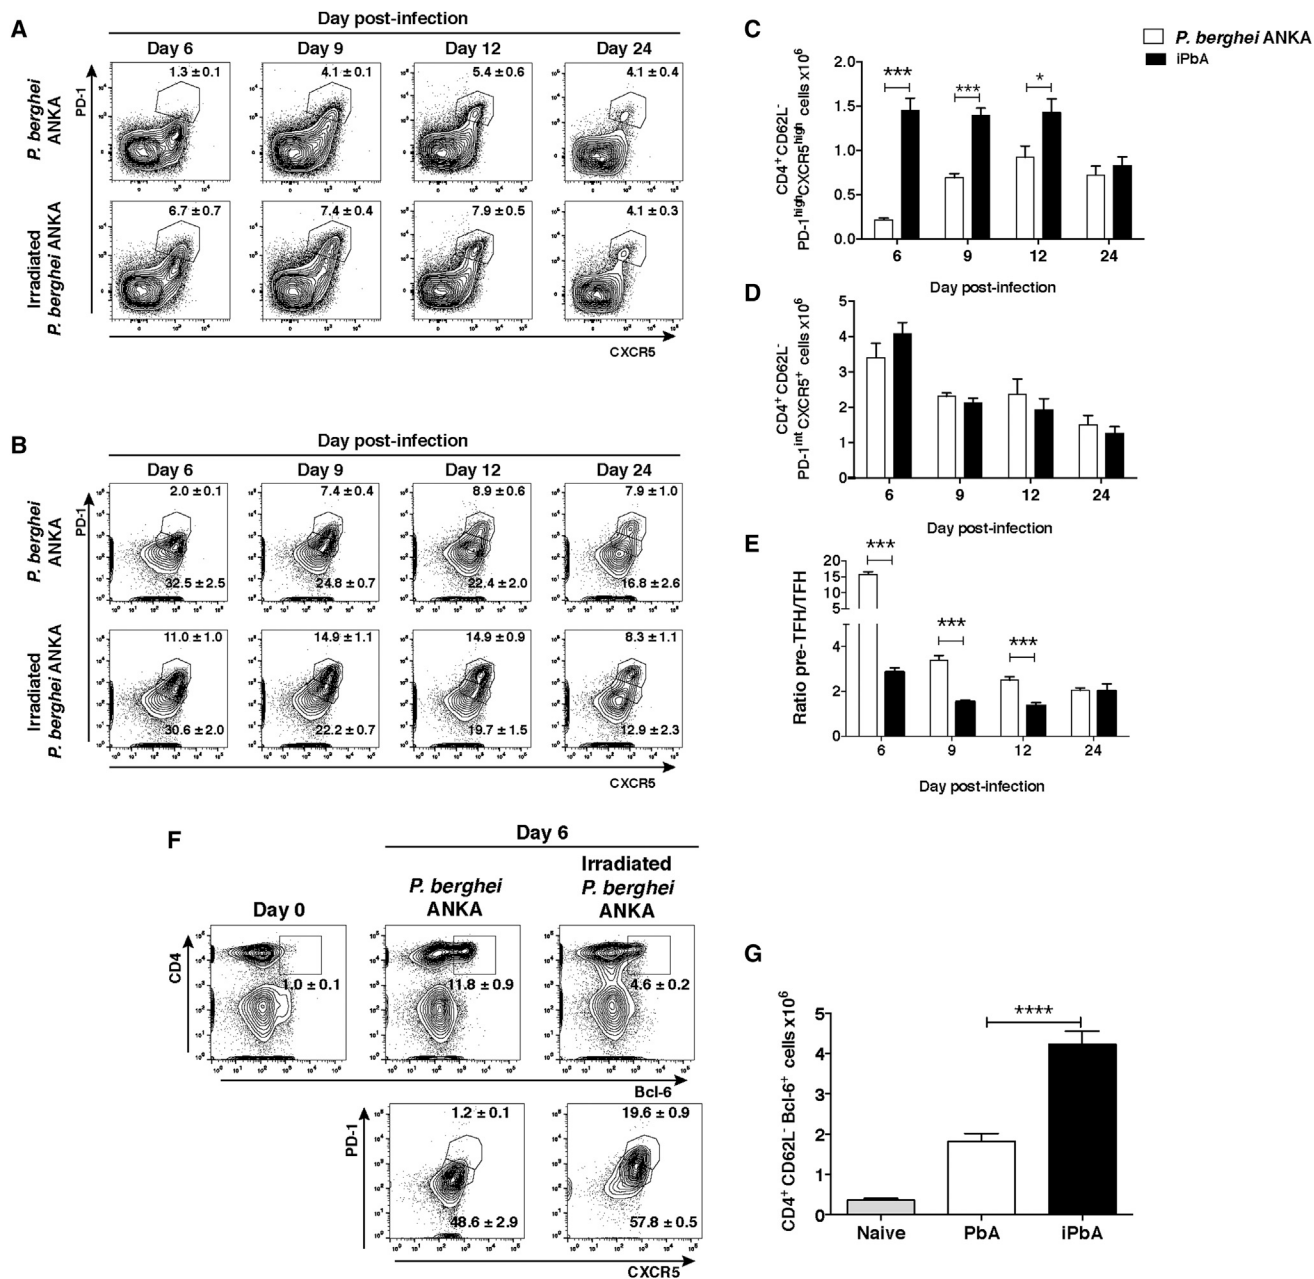 A
Day post-infection
Day 6 Day 9 Day 12 Day 24
P. berghei
ANKA
PD-1
1.3 ± 0.1 4.1 ± 0.1 5.4 ± 0.6 4.1 ± 0.4
Irradiated
P. berghei ANKA
6.7 ± 0.7 7.4 ± 0.4 7.9 ± 0.5 4.1 ± 0.3
CXCR5
B
Day post-infection
Day 6 Day 9 Day 12 Day 24
P. berghei
ANKA
PD-1
2.0 ± 0.1 7.4 ± 0.4 8.9 ± 0.6 7.9 ± 1.0
32.5 ± 2.5 24.8 ± 0.7 22.4 ± 2.0 16.8 ± 2.6
Irradiated
P. berghei ANKA
11.0 ± 1.0 14.9 ± 1.1 14.9 ± 0.9 8.3 ± 1.1
30.6 ± 2.0 22.2 ± 0.7 19.7 ± 1.5 12.9 ± 2.3
CXCR5
C
P. berghei ANKA
iPbA
CD4⁺CD62L⁻
PD-1ʰⁱᵍʰCXCR5ʰⁱᵍʰ cells x10⁶
2.0
1.5
1.0
0.5
0.0
*** *** *
6 9 12 24
Day post-infection
D
CD4⁺CD62L⁻
PD-1ⁱⁿᵗCXCR5⁺ cells x10⁶
5
4
3
2
1
0
6 9 12 24
Day post-infection
E
Ratio pre-TFH/TFH
20
15
10
5
4
2
0
*** *** ***
6 9 12 24
Day post-infection
F
Day 6
Day 0
P. berghei
ANKA
Irradiated
P. berghei
ANKA
CD4
1.0 ± 0.1 11.8 ± 0.9 4.6 ± 0.2
Bcl-6
PD-1
1.2 ± 0.1 19.6 ± 0.9
48.6 ± 2.9 57.8 ± 0.5
CXCR5
G
CD4⁺ CD62L⁻ Bcl-6⁺ cells x10⁶
5
4
3
2
1
0
****
Naive PbA iPbA